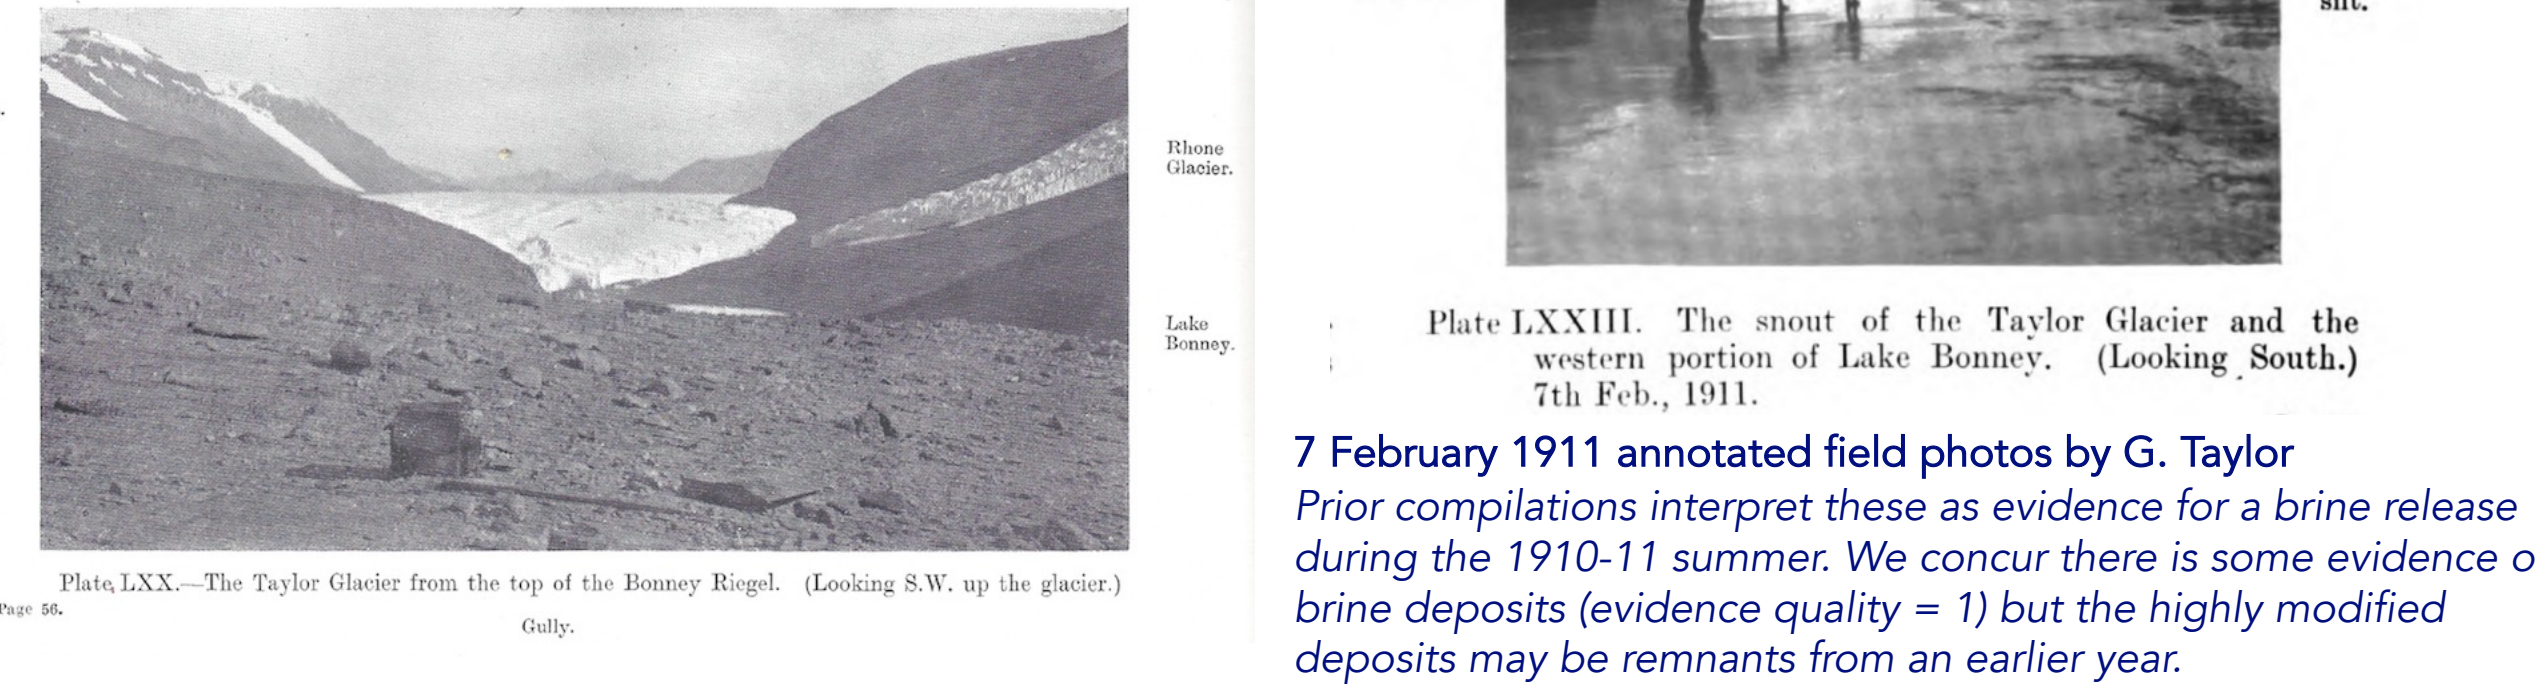 Rhone
Glacier.
Lake
Bonney.
Plate LXX.—The Taylor Glacier from the top of the Bonney Riegel. (Looking S.W. up the glacier.)
Page 56.
Gully.
silt.
Plate LXXIII. The snout of the Taylor Glacier and the
western portion of Lake Bonney. (Looking South.)
7th Feb., 1911.
7 February 1911 annotated field photos by G. Taylor
Prior compilations interpret these as evidence for a brine release
during the 1910-11 summer. We concur there is some evidence o
brine deposits (evidence quality = 1) but the highly modified
deposits may be remnants from an earlier year.